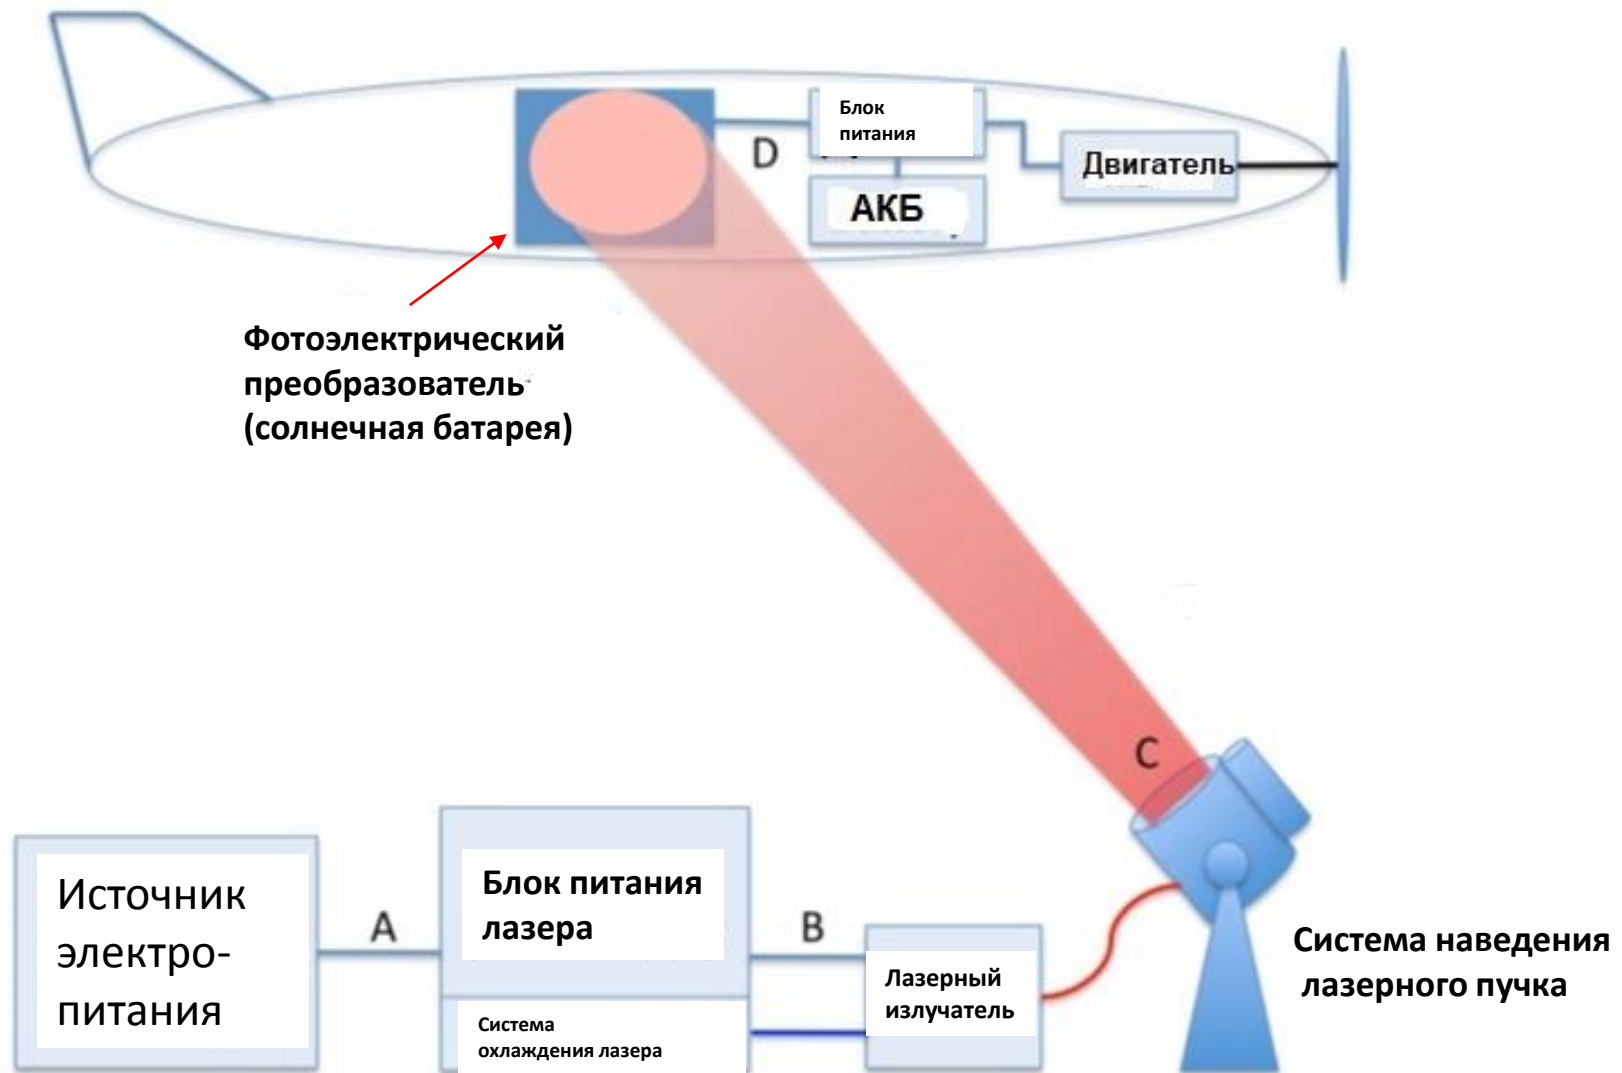 Блок
питания
D
Двигатель
АКБ
Фотоэлектрический
преобразователь
(солнечная батарея)
C
Источник
электро-
питания
A
Блок питания
лазера
B
Система
охлаждения лазера
Лазерный
излучатель
Система наведения
лазерного пучка